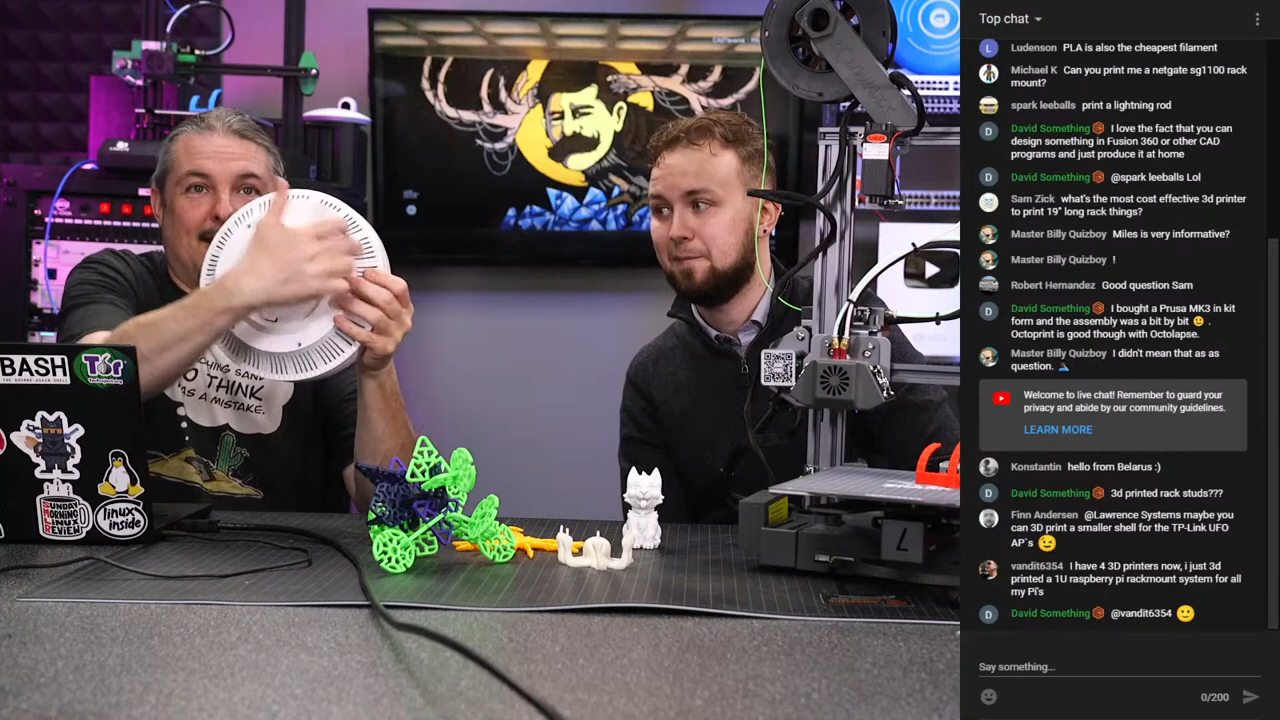 BASH
THE BOURNE-AGAIN SHELL
Tor
TorProject.org
SUNDAY
MORNING
LINUX
REVIEW
linux
inside
TO THINK
WAS A MISTAKE.
L
Top chat
L Ludenson PLA is also the cheapest filament
Michael K Can you print me a netgate sg1100 rack
mount?
spark leeballs print a lightning rod
D David Something I love the fact that you can
design something in Fusion 360 or other CAD
programs and just produce it at home
D David Something @spark leeballs Lol
Sam Zick what's the most cost effective 3d printer
to print 19" long rack things?
Master Billy Quizboy Miles is very informative?
Master Billy Quizboy !
Robert Hernandez Good question Sam
D David Something I bought a Prusa MK3 in kit
form and the assembly was a bit by bit 😃 .
Octoprint is good though with Octolapse.
Master Billy Quizboy I didn't mean that as as
question.
Welcome to live chat! Remember to guard your
privacy and abide by our community guidelines.
LEARN MORE
Konstantin hello from Belarus :)
D David Something 3d printed rack studs???
Finn Andersen @Lawrence Systems maybe you
can 3D print a smaller shell for the TP-Link UFO
AP`s 😉
vandit6354 I have 4 3D printers now, i just 3d
printed a 1U raspberry pi rackmount system for all
my Pi's
D David Something @vandit6354 🙂
Say something...
0/200